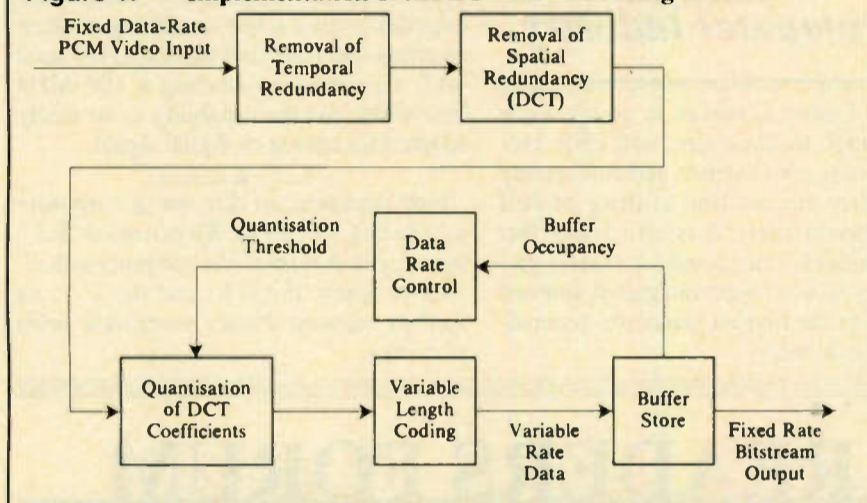 Fixed Data-Rate
PCM Video Input
Removal of
Temporal
Redundancy
Removal of
Spatial
Redundancy
(DCT)
Quantisation
Threshold
Data
Rate
Control
Buffer
Occupancy
Quantisation
of DCT
Coefficients
Variable
Length
Coding
Variable
Rate
Data
Buffer
Store
Fixed Rate
Bitstream
Output